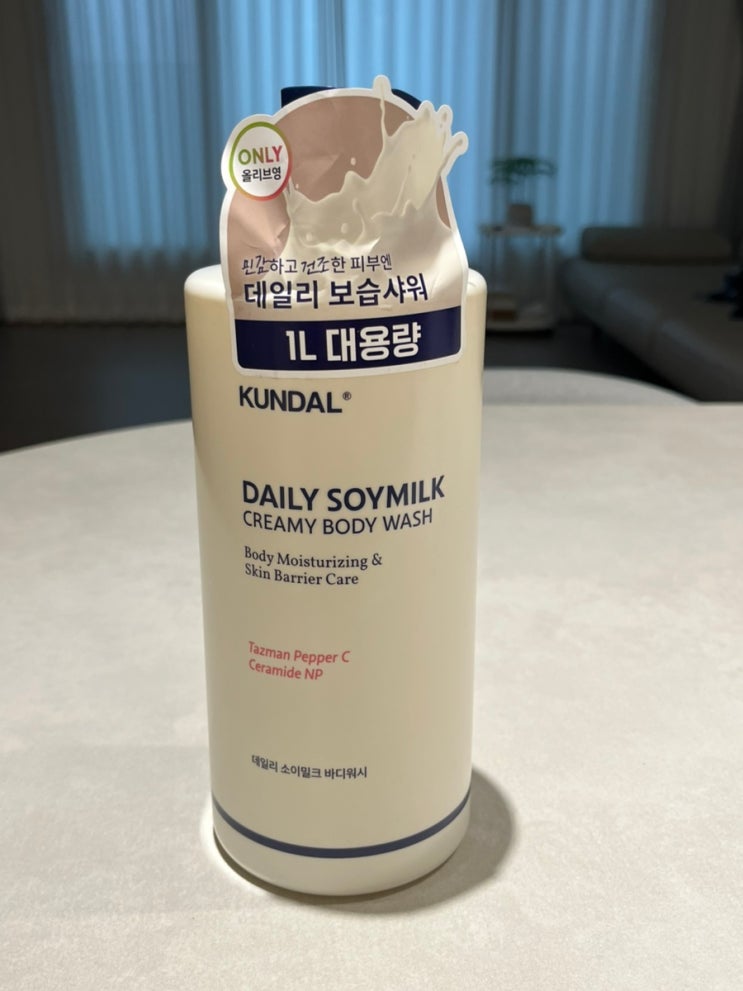 ONLY
올리브영
민감하고 건조한 피부엔
데일리 보습샤워
1L 대용량
KUNDAL®
DAILY SOYMILK
CREAMY BODY WASH
Body Moisturizing &
Skin Barrier Care
Tazman Pepper C
Ceramide NP
데일리 소이밀크 바디워시